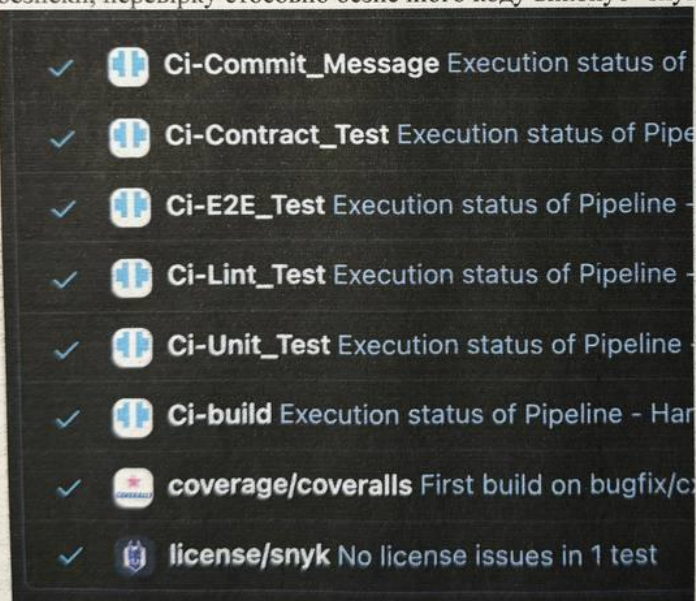 Ci-Commit_Message Execution status of
Ci-Contract_Test Execution status of Pipe
Ci-E2E_Test Execution status of Pipeline -
Ci-Lint_Test Execution status of Pipeline -
Ci-Unit_Test Execution status of Pipeline -
Ci-build Execution status of Pipeline - Har
COVERALLS
coverage/coveralls First build on bugfix/c
license/snyk No license issues in 1 test